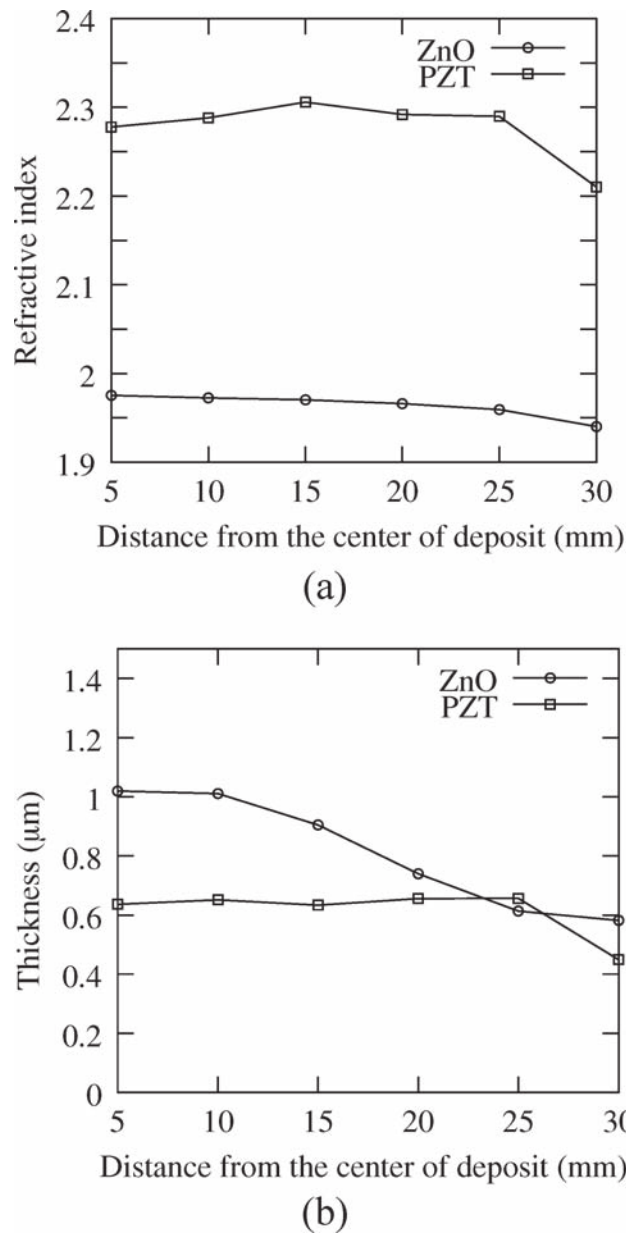 2.4
ZnO
PZT
2.3
2.2
2.1
2
1.9
Refractive index
5 10 15 20 25 30
Distance from the center of deposit (mm)
(a)
1.4
ZnO
PZT
1.2
1
0.8
0.6
0.4
0.2
0
Thickness (μm)
5 10 15 20 25 30
Distance from the center of deposit (mm)
(b)